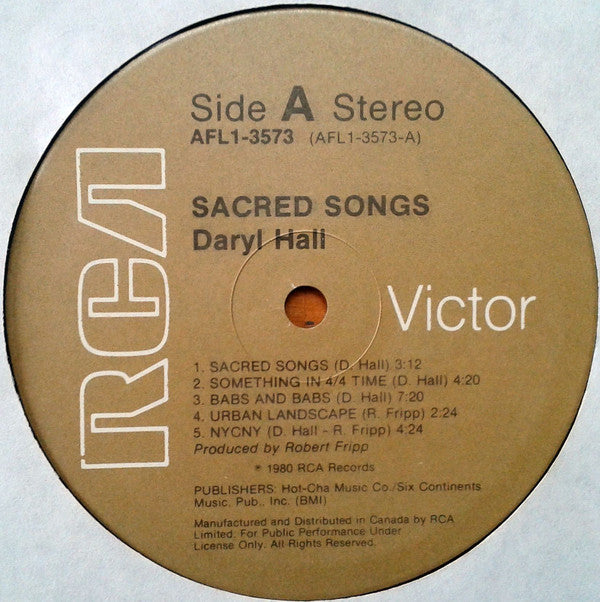 Side A Stereo
AFL1-3573 (AFL1-3573-A)
SACRED SONGS
Daryl Hall
RCA
Victor
1. SACRED SONGS (D. Hall) 3:12
2. SOMETHING IN 4/4 TIME (D. Hall) 4:20
3. BABS AND BABS (D. Hall) 7:20
4. URBAN LANDSCAPE (R. Fripp) 2:24
5. NYCNY (D. Hall - R. Fripp) 4:24
Produced by Robert Fripp
℗ 1980 RCA Records
PUBLISHERS: Hot-Cha Music Co./Six Continents
Music. Pub., Inc. (BMI)
Manufactured and Distributed in Canada by RCA
Limited. For Public Performance Under
License Only. All Rights Reserved.